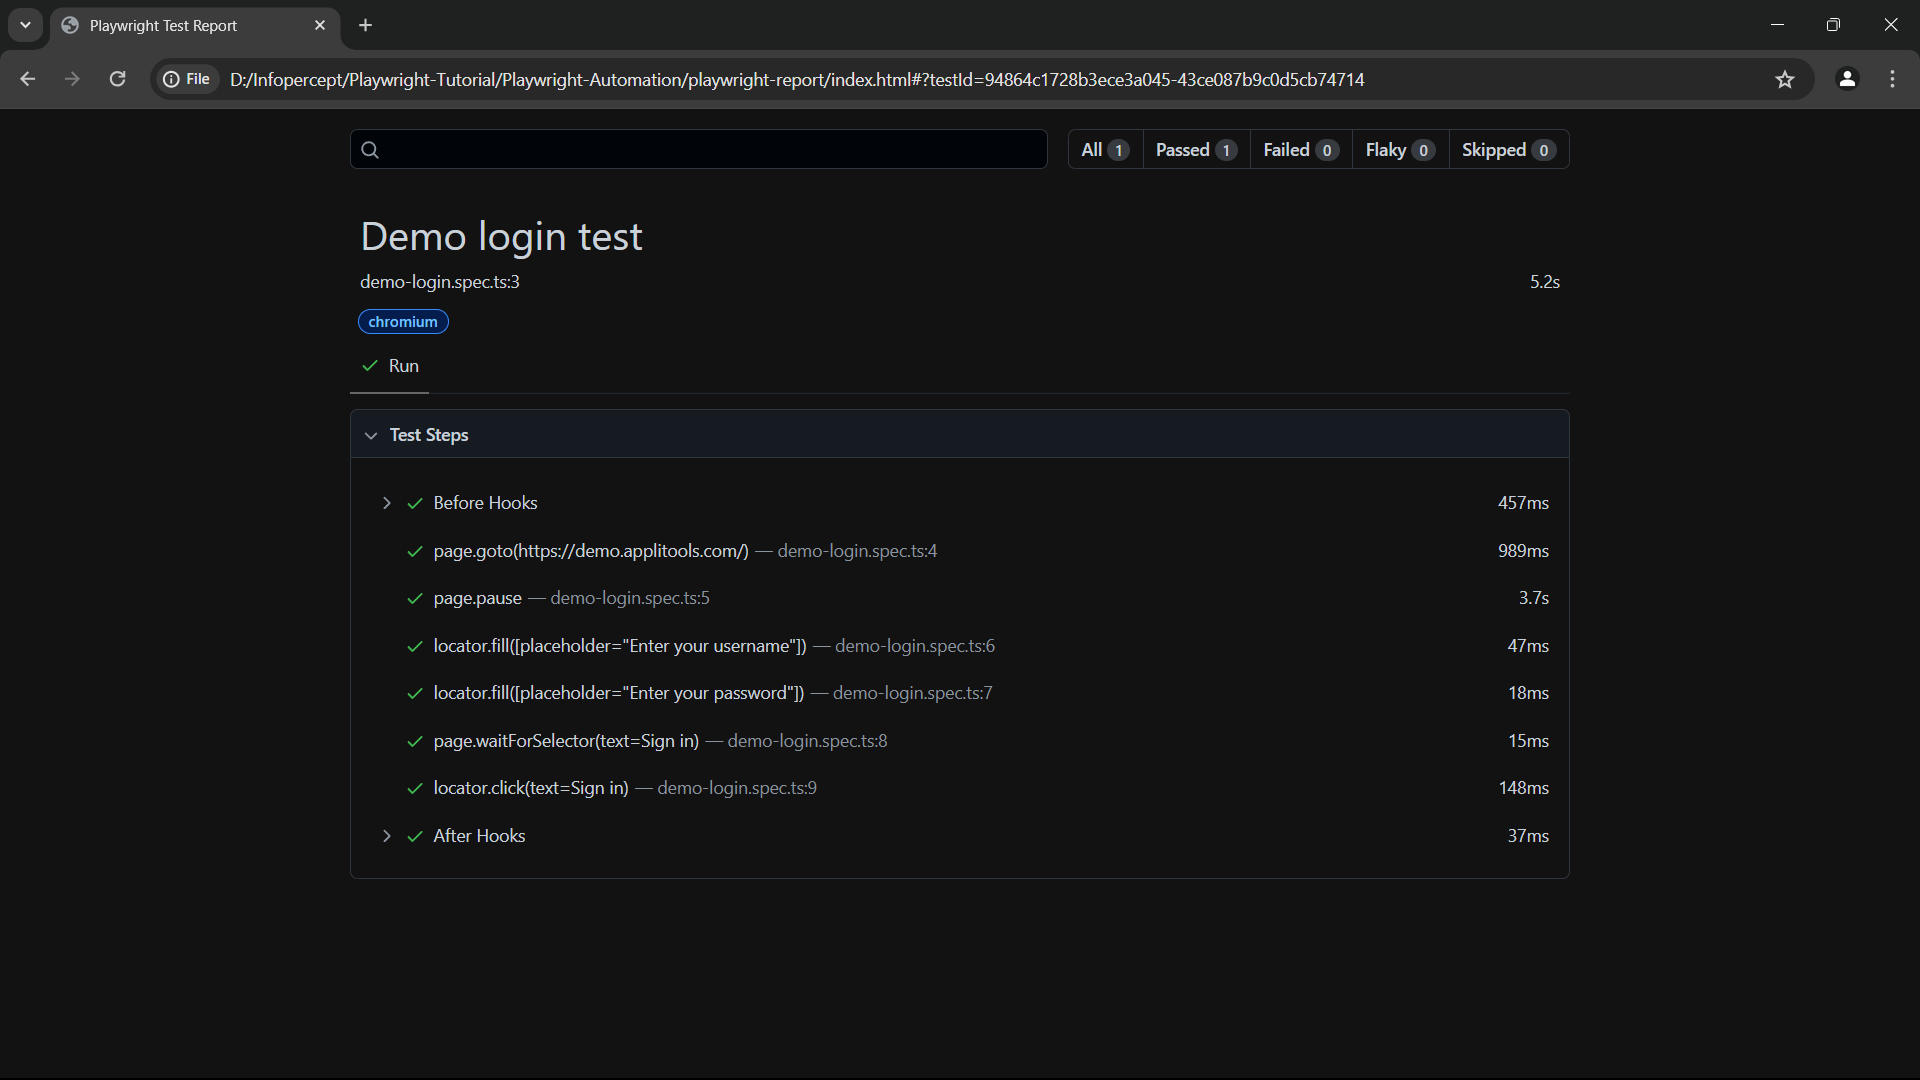 Playwright Test Report
File D:/Infopercept/Playwright-Tutorial/Playwright-Automation/playwright-report/index.html#?testId=94864c1728b3ece3a045-43ce087b9c0d5cb74714
All 1 Passed 1 Failed 0 Flaky 0 Skipped 0
Demo login test
demo-login.spec.ts:3 5.2s
chromium
Run
Test Steps
Before Hooks 457ms
page.goto(https://demo.applitools.com/) — demo-login.spec.ts:4 989ms
page.pause — demo-login.spec.ts:5 3.7s
locator.fill([placeholder="Enter your username"]) — demo-login.spec.ts:6 47ms
locator.fill([placeholder="Enter your password"]) — demo-login.spec.ts:7 18ms
page.waitForSelector(text=Sign in) — demo-login.spec.ts:8 15ms
locator.click(text=Sign in) — demo-login.spec.ts:9 148ms
After Hooks 37ms